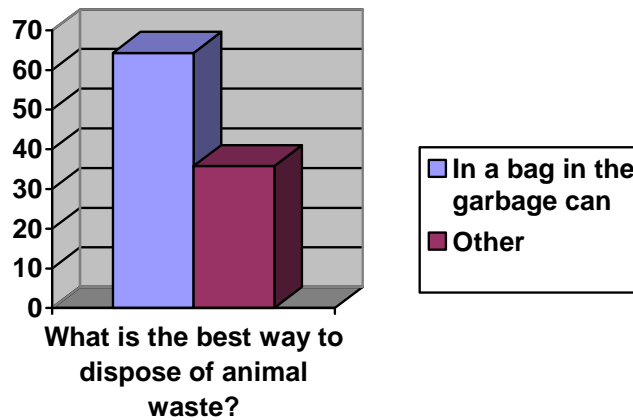 70
60
50
40
30
20
10
0
What is the best way to
dispose of animal
waste?
In a bag in the
garbage can
Other